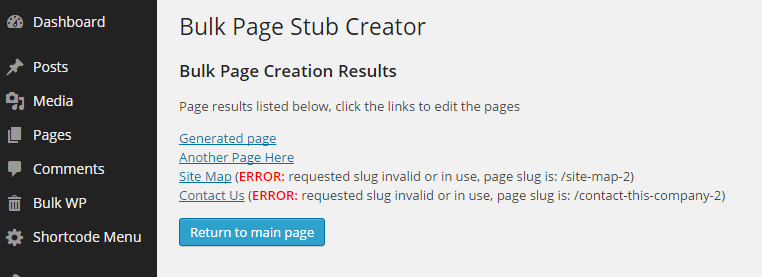 Dashboard
Posts
Media
Pages
Comments
Bulk WP
Shortcode Menu
Bulk Page Stub Creator
Bulk Page Creation Results
Page results listed below, click the links to edit the pages
Generated page
Another Page Here
Site Map (ERROR: requested slug invalid or in use, page slug is: /site-map-2)
Contact Us (ERROR: requested slug invalid or in use, page slug is: /contact-this-company-2)
Return to main page